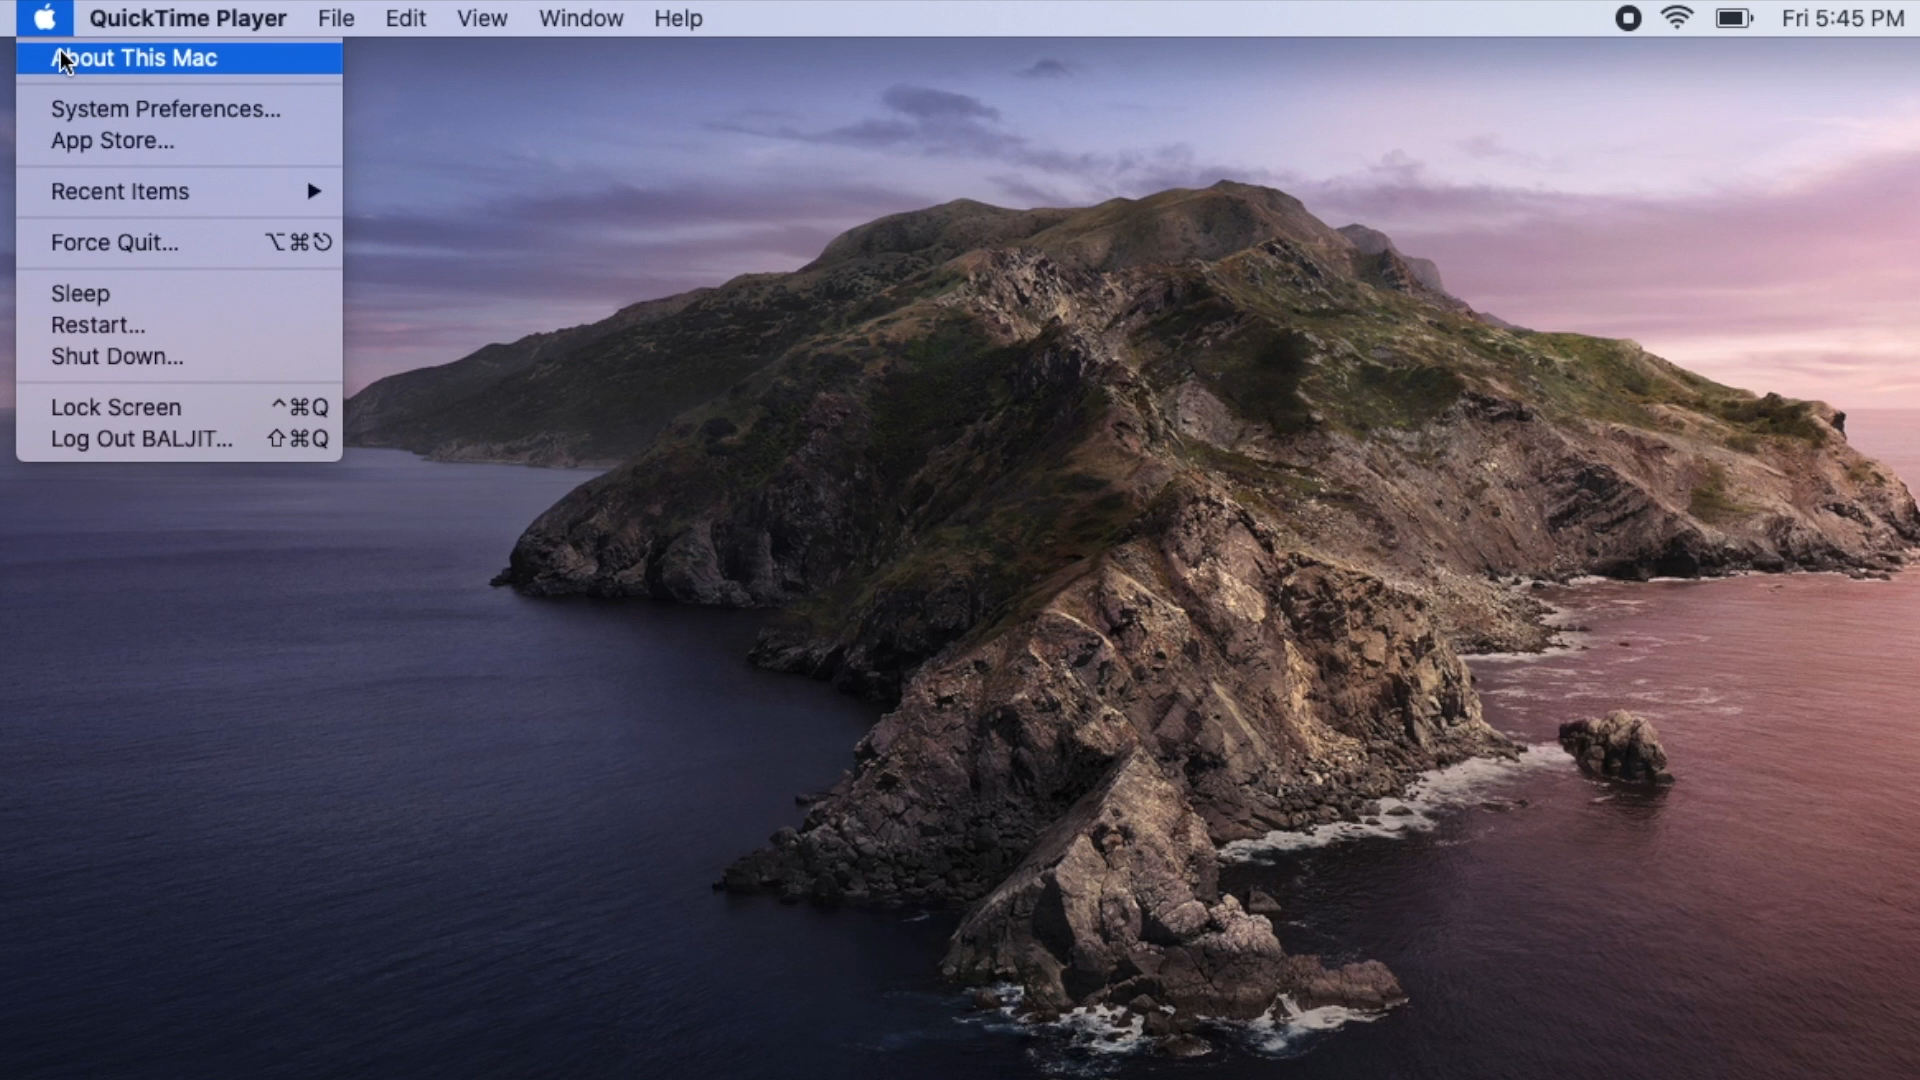 QuickTime Player File Edit View Window Help Fri 5:45 PM
About This Mac
System Preferences...
App Store...
Recent Items
Force Quit... ⌥⌘⎋
Sleep
Restart...
Shut Down...
Lock Screen ^⌘Q
Log Out BALJIT... ⇧⌘Q